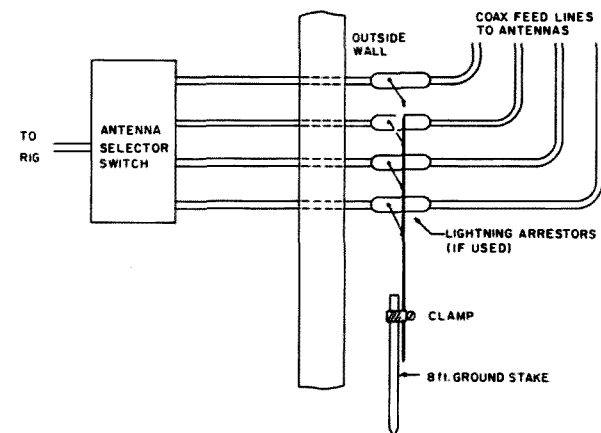 COAX FEED LINES
TO ANTENNAS
OUTSIDE
WALL
TO
RIG
ANTENNA
SELECTOR
SWITCH
LIGHTNING ARRESTORS
(IF USED)
CLAMP
8 ft. GROUND STAKE